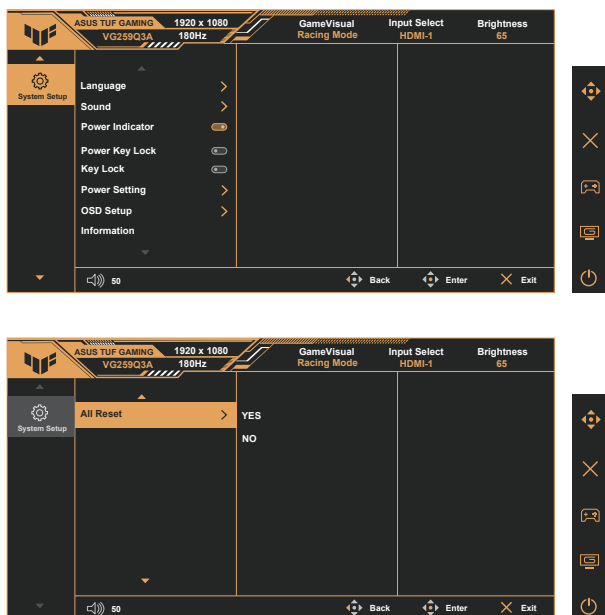 ASUS TUF GAMING 1920 x 1080 GameVisual Input Select Brightness
VG259Q3A 180Hz Racing Mode HDMI-1 65
System Setup
Language
Sound
Power Indicator
Power Key Lock
Key Lock
Power Setting
OSD Setup
Information
50 Back Enter Exit
ASUS TUF GAMING 1920 x 1080 GameVisual Input Select Brightness
VG259Q3A 180Hz Racing Mode HDMI-1 65
System Setup
All Reset YES
NO
50 Back Enter Exit